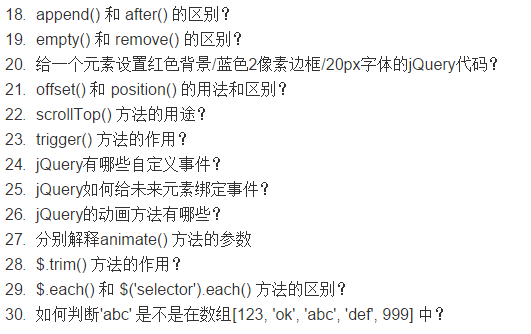 18. append() 和 after() 的区别？
19. empty() 和 remove() 的区别？
20. 给一个元素设置红色背景/蓝色2像素边框/20px字体的jQuery代码？
21. offset() 和 position() 的用法和区别？
22. scrollTop() 方法的用途？
23. trigger() 方法的作用？
24. jQuery有哪些自定义事件？
25. jQuery如何给未来元素绑定事件？
26. jQuery的动画方法有哪些？
27. 分别解释animate() 方法的参数
28. $.trim() 方法的作用？
29. $.each() 和 $('selector').each() 方法的区别？
30. 如何判断'abc' 是不是在数组[123, 'ok', 'abc', 'def', 999] 中？